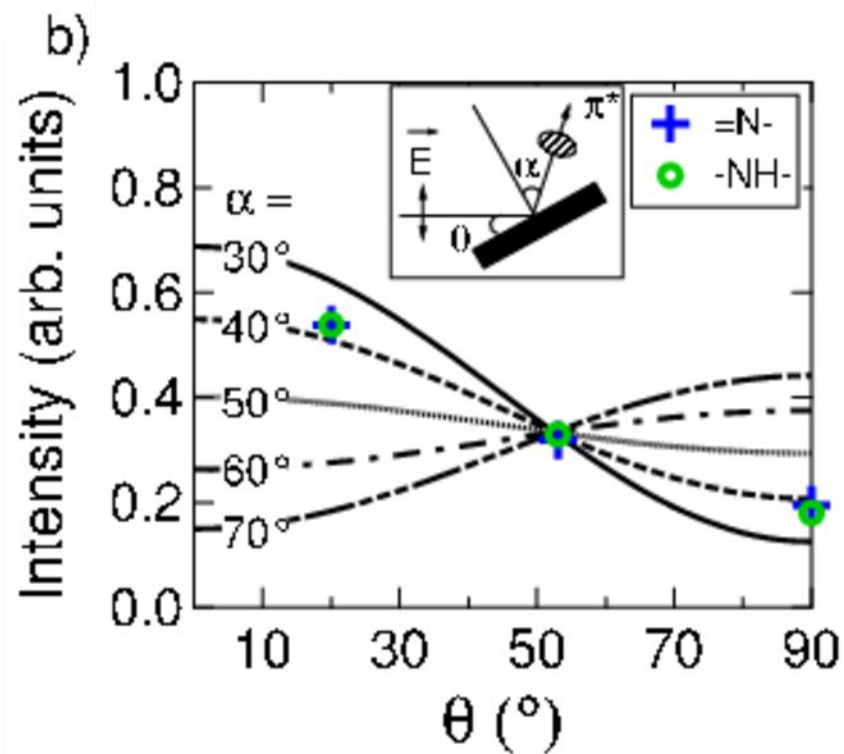 b)
Intensity (arb. units)
1.0
0.8
0.6
0.4
0.2
0.0
α =
30°
40°
50°
60°
70°
E
π*
α
θ
=N-
-NH-
10 30 50 70 90
θ (°)